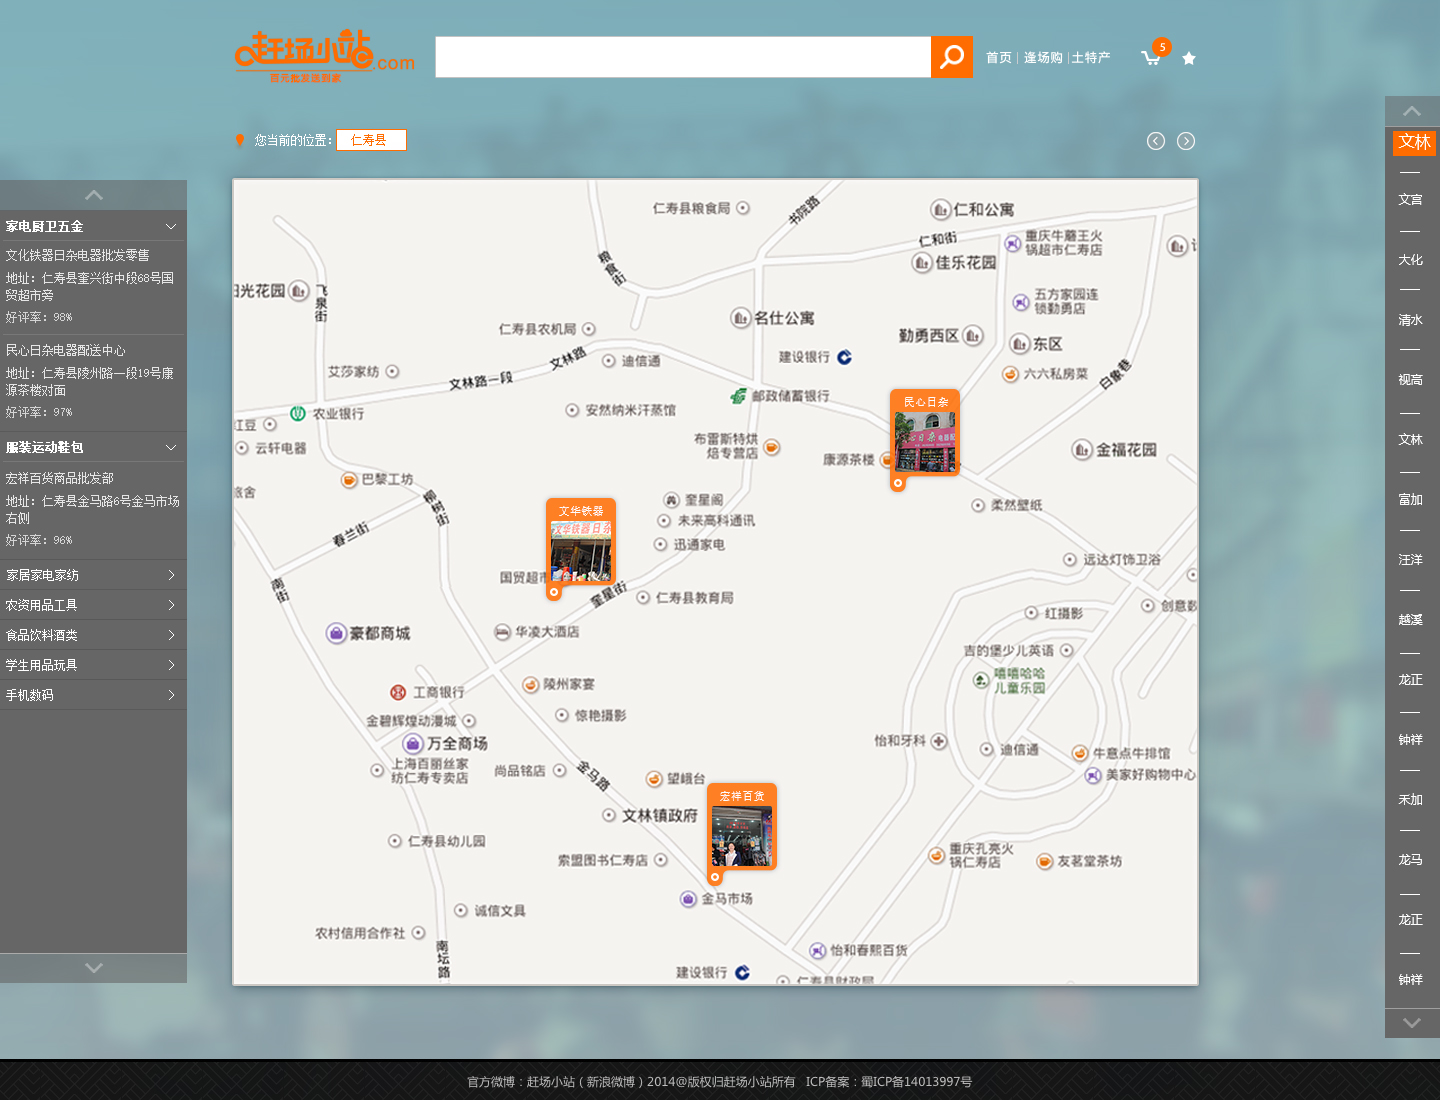 赶场小站.com
首页 | 逢场购 | 土特产
5
您当前的位置：仁寿县
家电厨卫五金
文化铁器日杂电器批发零售
地址：仁寿县奎兴街中段68号国
贸超市旁
好评率：98%
民心日杂电器配送中心
地址：仁寿县陵州路一段19号康
源茶楼对面
好评率：97%
服装运动鞋包
宏祥百货商品批发部
地址：仁寿县金马路6号金马市场
右侧
好评率：96%
家居家电家纺
农资用品工具
食品饮料酒类
学生用品玩具
手机数码
仁寿县粮食局
书院路
仁和公寓
仁和街
重庆牛蘑王火
锅超市仁寿店
佳乐花园
粮食街
阳光花园
飞泉街
五方家园连
锁勤勇店
名仕公寓
仁寿县农机局
勤勇西区
东区
文林路
迪信通
建设银行
艾莎家纺
文林路一段
六六私房菜
日象巷
邮政储蓄银行
农业银行
安然纳米汗蒸馆
民心日杂
红豆
云轩电器
布雷斯特烘
焙专营店
康源茶楼
金福花园
巴黎工坊
旅舍
柳树街
奎星阁
柔然壁纸
文华铁器
文华铁器日杂
未来高科通讯
春兰街
迅通家电
远达灯饰卫浴
国贸超市
南街
奎星街
仁寿县教育局
创意数
红摄影
豪都商城
华凌大酒店
吉的堡少儿英语
嘻嘻哈哈
儿童乐园
工商银行
陵州家宴
金碧辉煌动漫城
惊艳摄影
万全商场
怡和牙科
迪信通
牛意点牛排馆
上海百丽丝家
纺仁寿专卖店
尚品铭店
金马路
望峨台
美家好购物中心
宏祥百货
文林镇政府
仁寿县幼儿园
索盟图书仁寿店
重庆孔亮火
锅仁寿店
友茗堂茶坊
金马市场
诚信文具
农村信用合作社
南坛路
怡和春熙百货
建设银行
仁寿县财政局
文林
文宫
大化
清水
视高
文林
富加
汪洋
越溪
龙正
钟祥
禾加
龙马
龙正
钟祥
官方微博：赶场小站（新浪微博）2014@版权归赶场小站所有 ICP备案：蜀ICP备14013997号